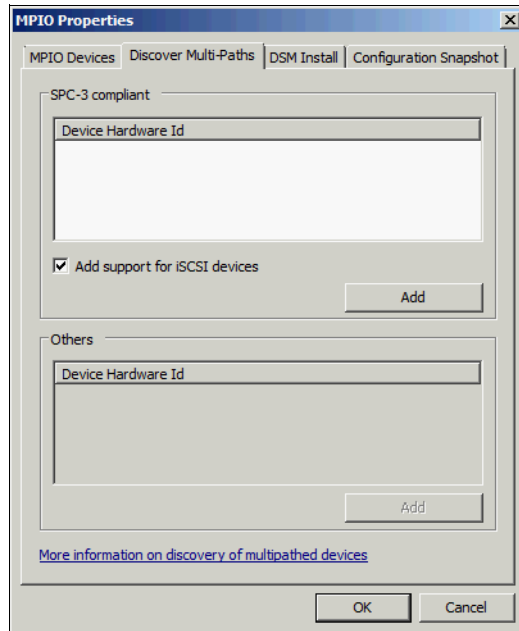 MPIO Properties
MPIO Devices Discover Multi-Paths DSM Install Configuration Snapshot
SPC-3 compliant
Device Hardware Id
Add support for iSCSI devices
Add
Others
Device Hardware Id
Add
More information on discovery of multipathed devices
OK Cancel